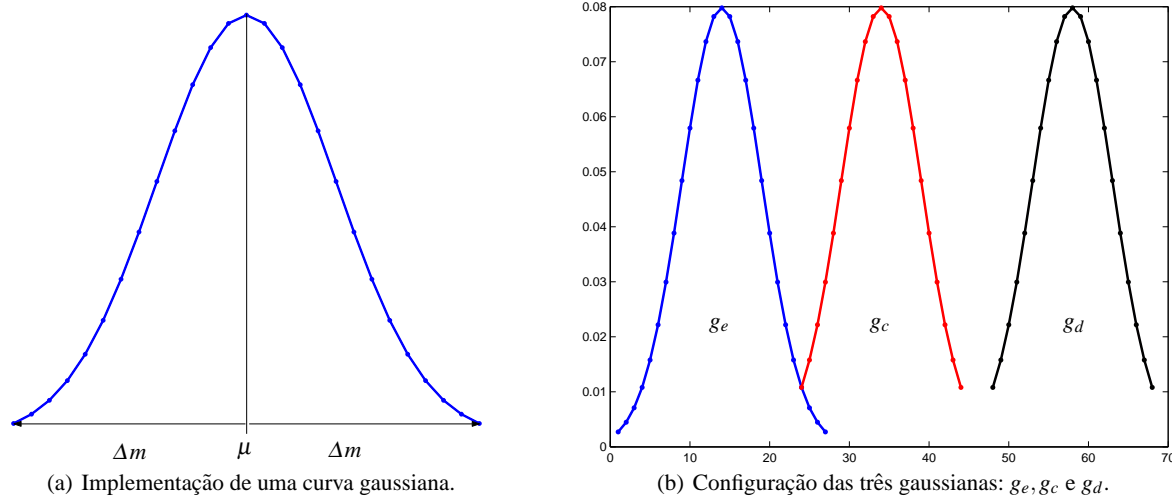 Δm
μ
Δm
(a) Implementação de uma curva gaussiana.
0.08
0.07
0.06
0.05
0.04
0.03
0.02
0.01
0
g_e
g_c
g_d
0 10 20 30 40 50 60 70
(b) Configuração das três gaussianas: g_e, g_c e g_d.